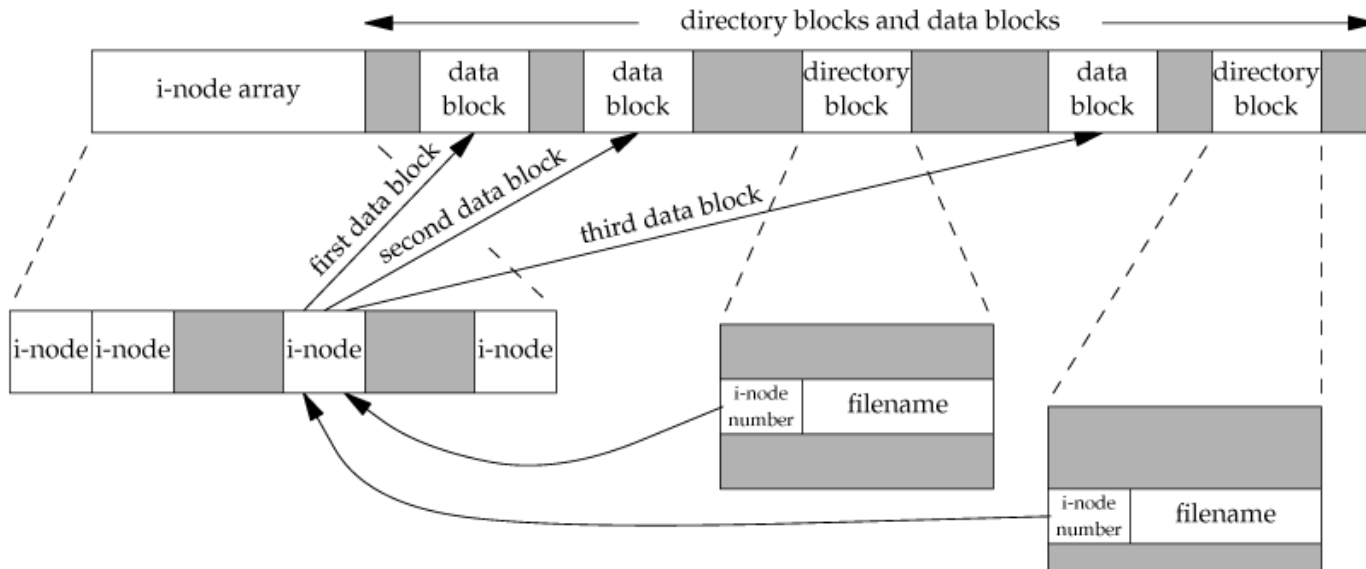 directory blocks and data blocks
i-node array
data
block
data
block
directory
block
data
block
directory
block
first data block
second data block
third data block
i-node
i-node
i-node
i-node
i-node
number
filename
i-node
number
filename